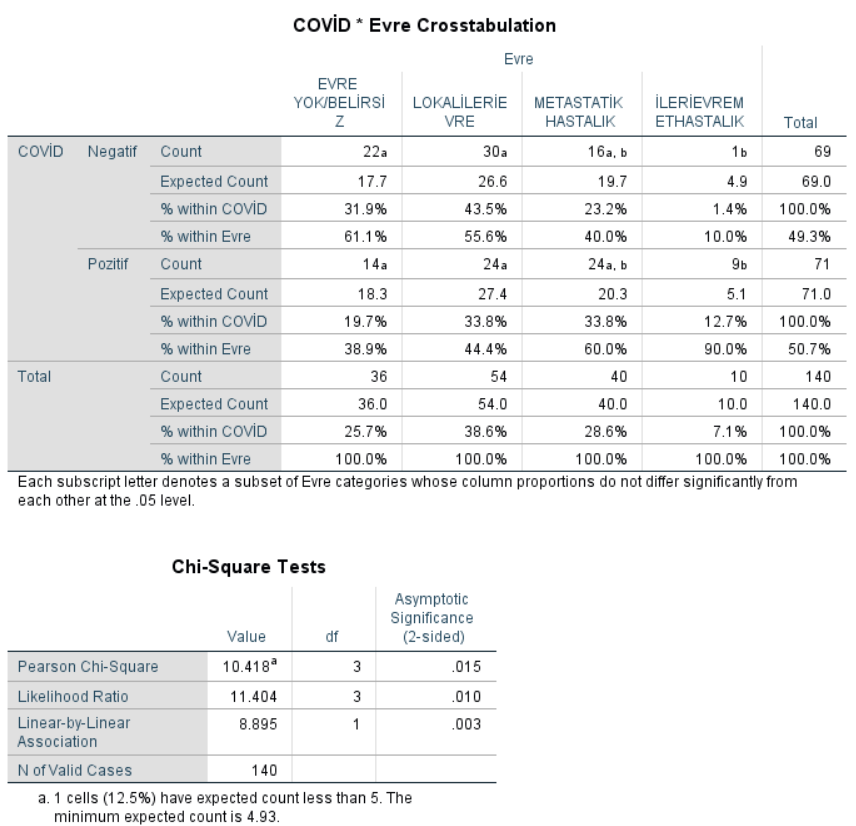 COVİD * Evre Crosstabulation
Evre
EVRE YOK/BELIRSI Z LOKALILERIE VRE METASTATİK HASTALIK İLERİEVREM ETHASTALIK Total
COVİD Negatif Count 22a 30a 16a, b 1b 69
Expected Count 17.7 26.6 19.7 4.9 69.0
% within COVİD 31.9% 43.5% 23.2% 1.4% 100.0%
% within Evre 61.1% 55.6% 40.0% 10.0% 49.3%
Pozitif Count 14a 24a 24a, b 9b 71
Expected Count 18.3 27.4 20.3 5.1 71.0
% within COVİD 19.7% 33.8% 33.8% 12.7% 100.0%
% within Evre 38.9% 44.4% 60.0% 90.0% 50.7%
Total Count 36 54 40 10 140
Expected Count 36.0 54.0 40.0 10.0 140.0
% within COVİD 25.7% 38.6% 28.6% 7.1% 100.0%
% within Evre 100.0% 100.0% 100.0% 100.0% 100.0%
Each subscript letter denotes a subset of Evre categories whose column proportions do not differ significantly from
each other at the .05 level.
Chi-Square Tests
Value df Asymptotic Significance (2-sided)
Pearson Chi-Square 10.418a 3 .015
Likelihood Ratio 11.404 3 .010
Linear-by-Linear Association 8.895 1 .003
N of Valid Cases 140
a. 1 cells (12.5%) have expected count less than 5. The
minimum expected count is 4.93.